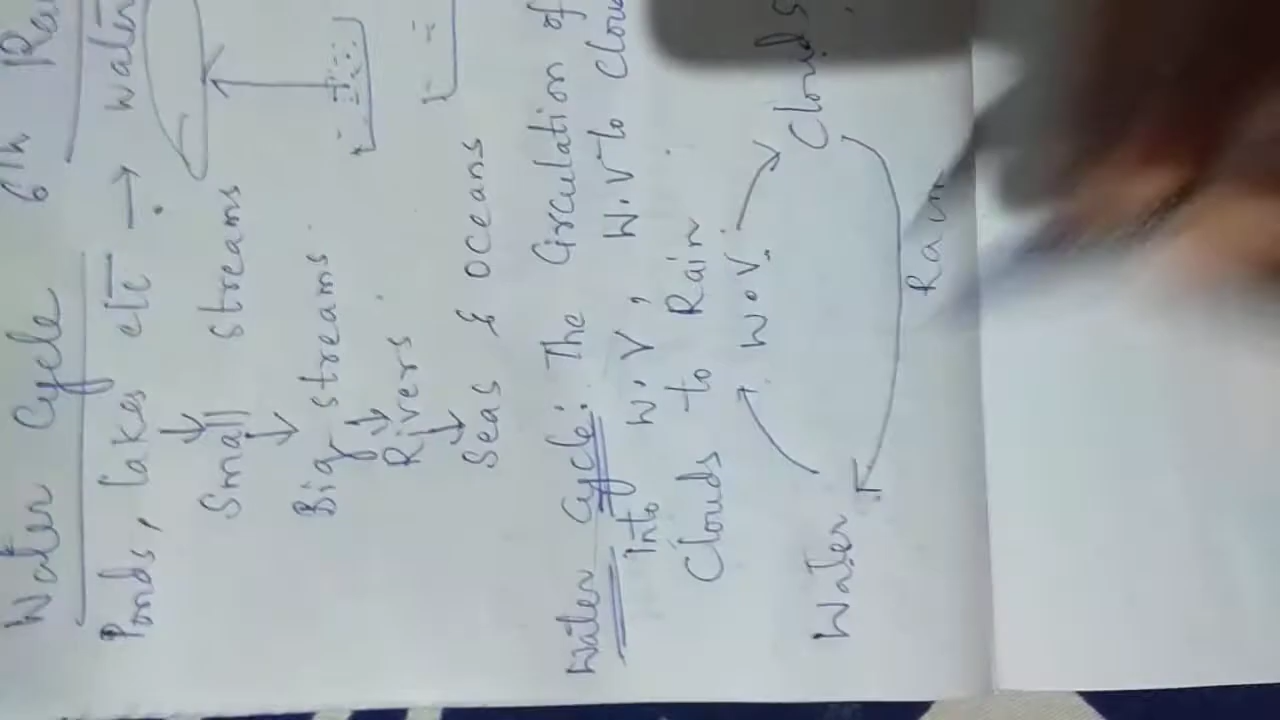 Water Cycle 6th
Ponds, Lakes etc → water
↓
Small streams
↓
Big streams.
↓
Rivers.
↓
Seas & oceans
Water Cycle: The Circulation of
Into W.V, W.V to Clouds
Clouds to Rain
W.V.
Water Clouds
Rain